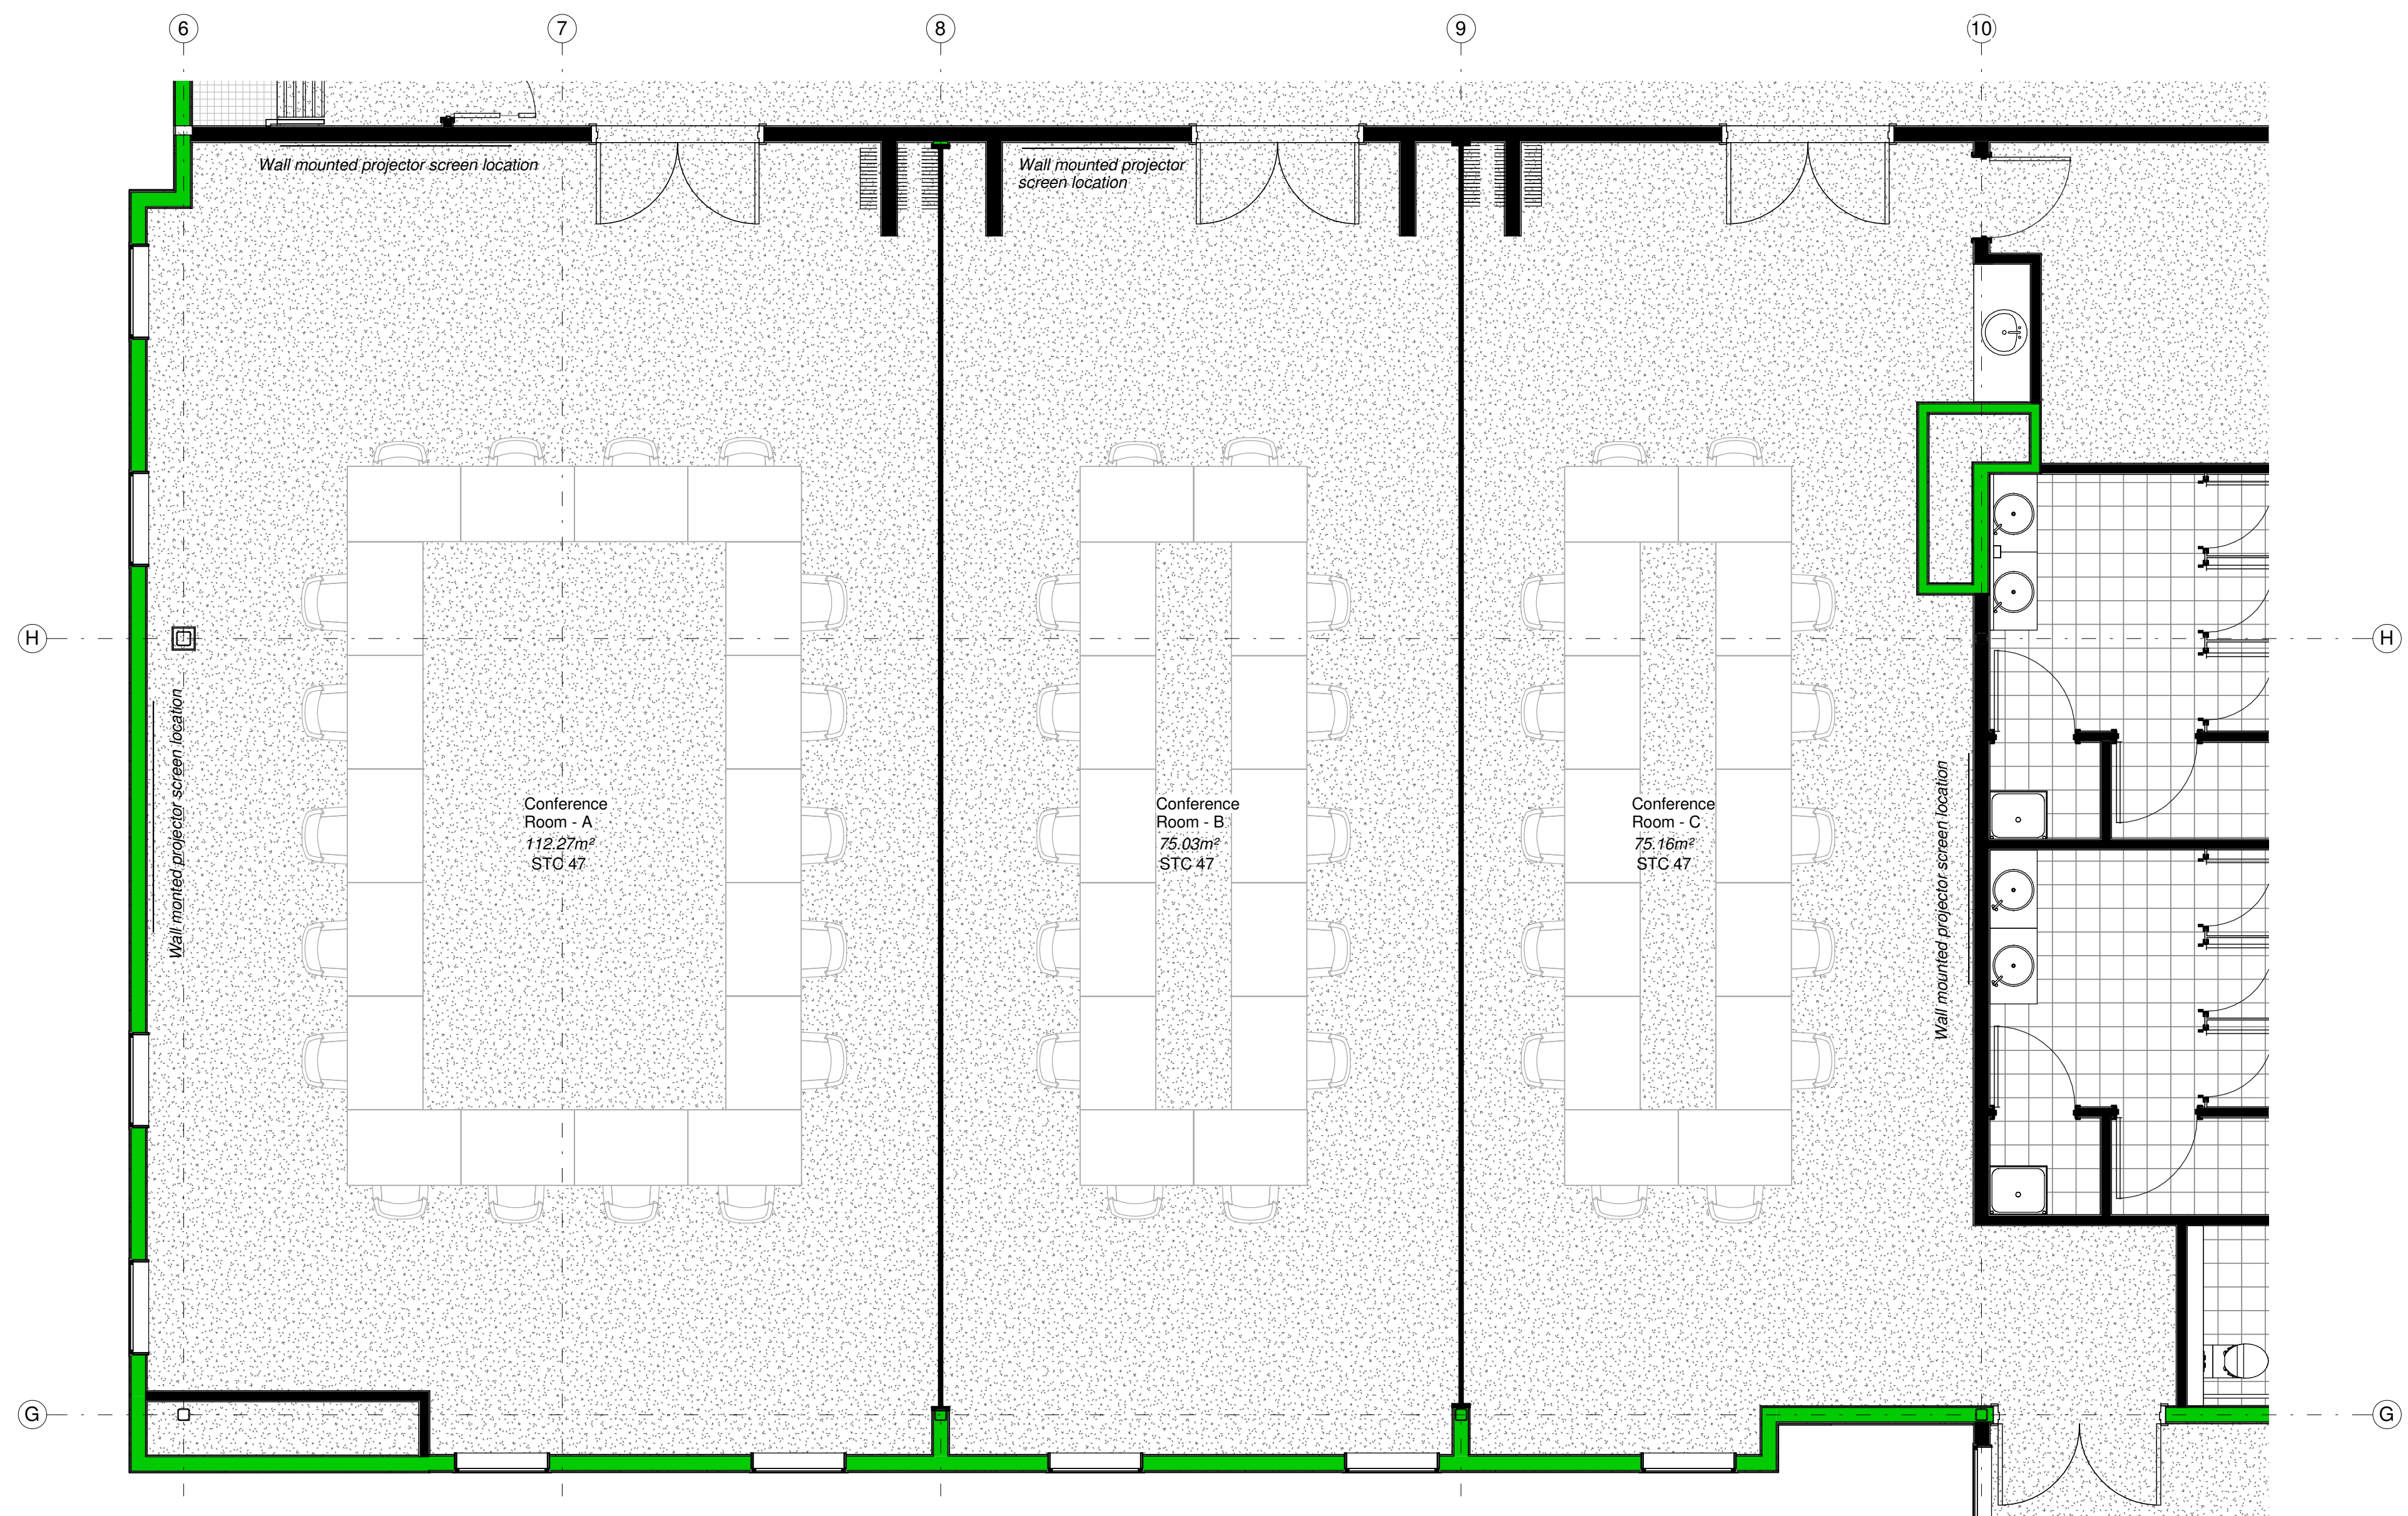 6
7
8
9
10
Wall mounted projector screen location
Wall mounted projector
screen location
H
H
Wall monted projector screen location
Conference
Room - A
112.27m²
STC 47
Conference
Room - B
75.03m²
STC 47
Conference
Room - C
75.16m²
STC 47
Wall mounted projector screen location
G
G